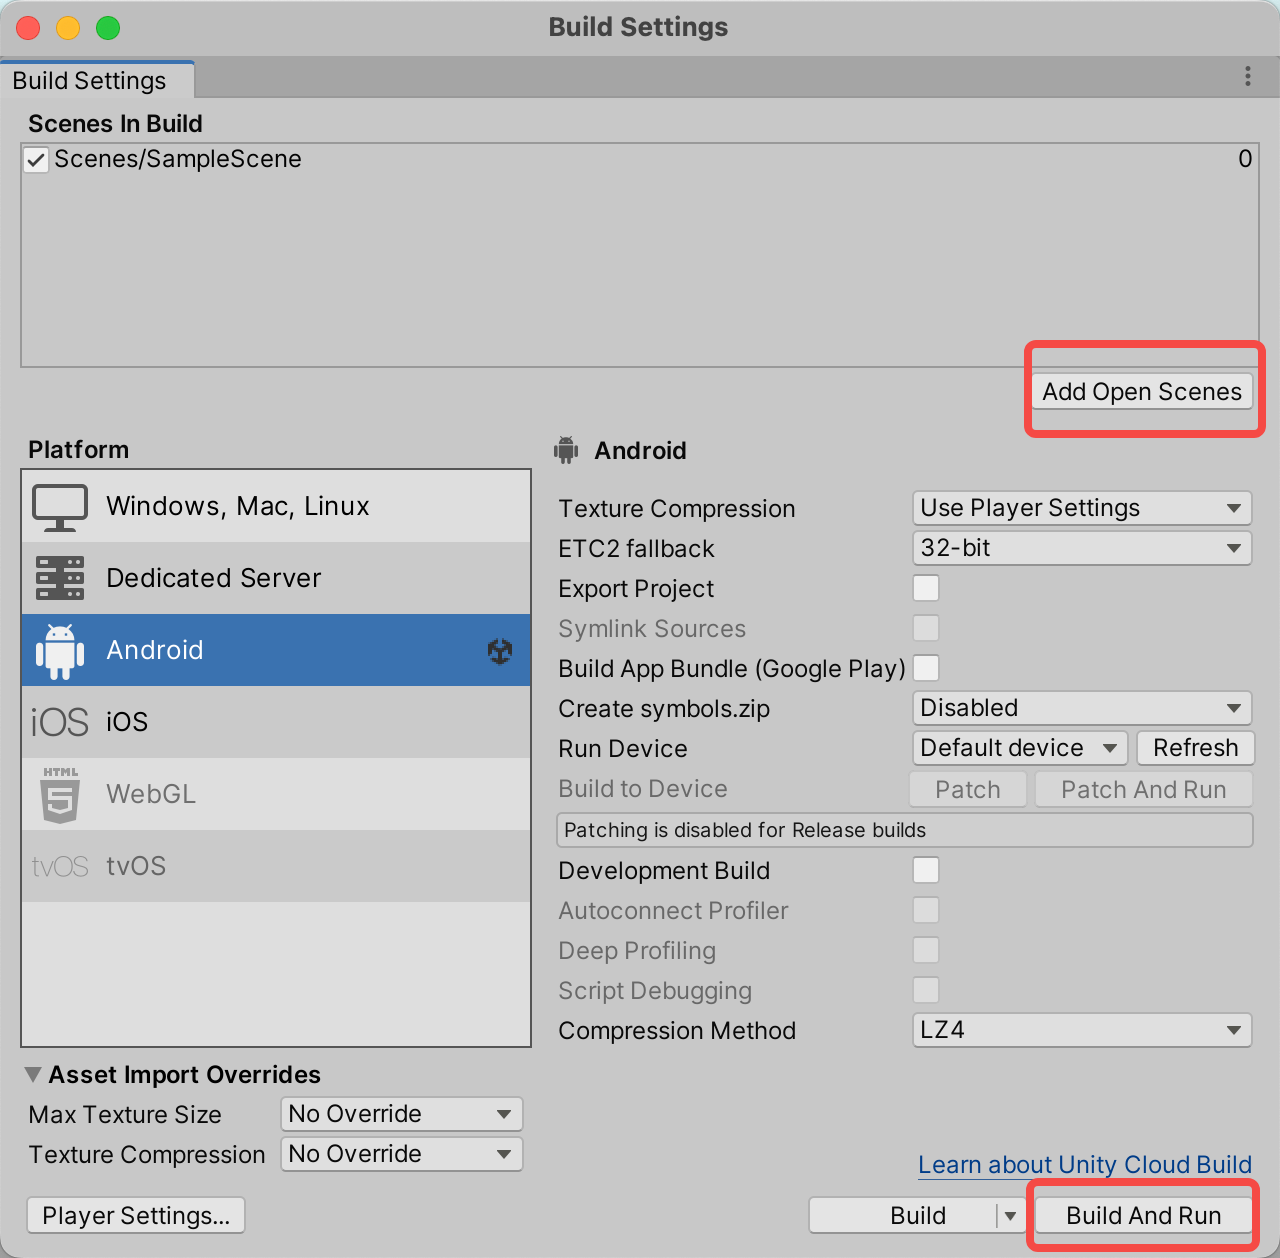 Build Settings
Build Settings
Scenes In Build
Scenes/SampleScene 0
Add Open Scenes
Platform
Windows, Mac, Linux
Dedicated Server
Android
iOS iOS
HTML
5
WebGL
tvOS tvOS
Android
Texture Compression Use Player Settings
ETC2 fallback 32-bit
Export Project
Symlink Sources
Build App Bundle (Google Play)
Create symbols.zip Disabled
Run Device Default device Refresh
Build to Device Patch Patch And Run
Patching is disabled for Release builds
Development Build
Autoconnect Profiler
Deep Profiling
Script Debugging
Compression Method LZ4
Asset Import Overrides
Max Texture Size No Override
Texture Compression No Override
Learn about Unity Cloud Build
Player Settings... Build Build And Run